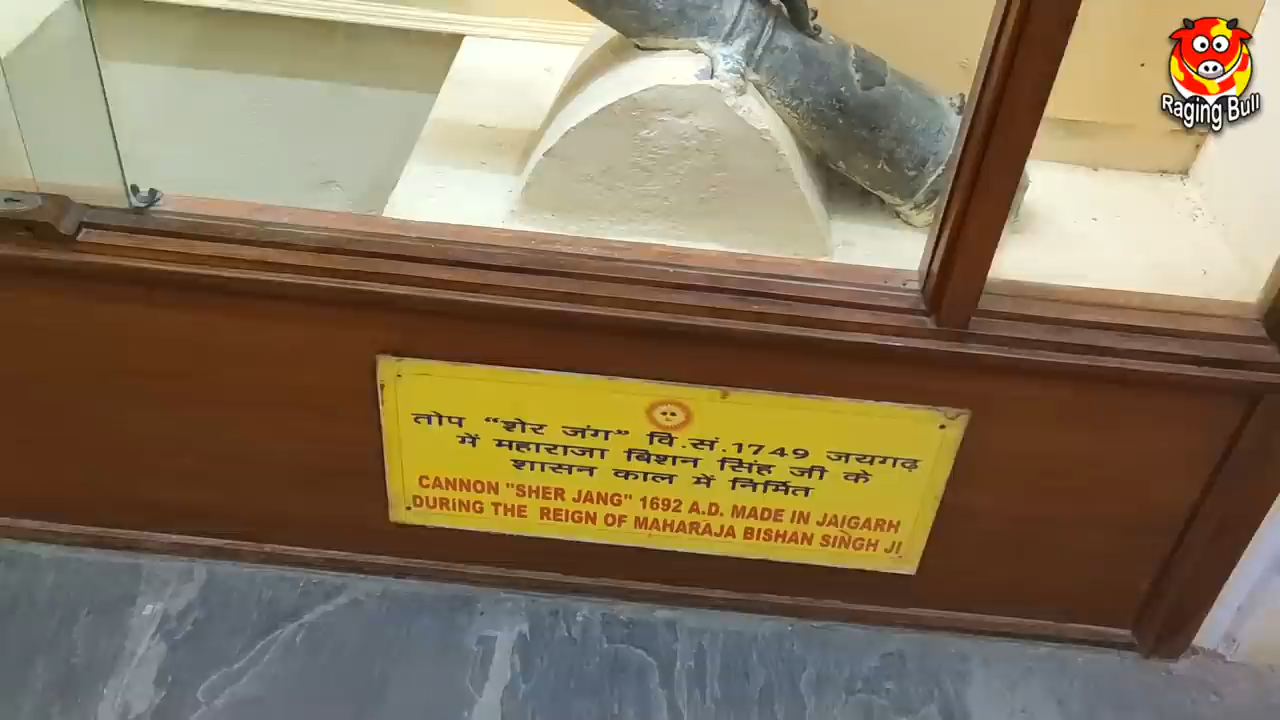 Raging Bull
तोप “शेर जंग” वि.सं.1749 जयगढ़
में महाराजा बिशन सिंह जी के
शासन काल में निर्मित
CANNON "SHER JANG" 1692 A.D. MADE IN JAIGARH
DURING THE REIGN OF MAHARAJA BISHAN SINGH JI